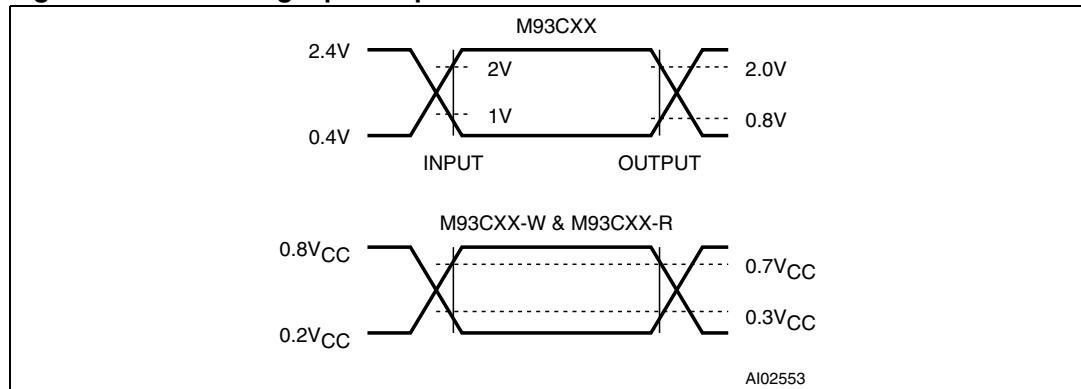 M93CXX
2.4V
2V
2.0V
1V
0.8V
0.4V
INPUT
OUTPUT
M93CXX-W & M93CXX-R
0.8VCC
0.7VCC
0.3VCC
0.2VCC
AI02553